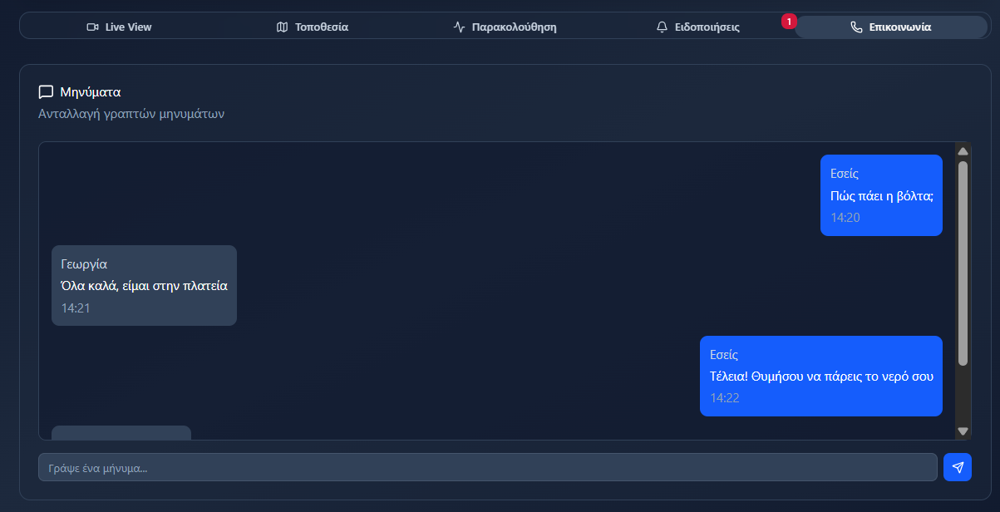 Live View
Τοποθεσία
Παρακολούθηση
Ειδοποιήσεις
1
Επικοινωνία
Μηνύματα
Ανταλλαγή γραπτών μηνυμάτων
Εσείς
Πώς πάει η βόλτα;
14:20
Γεωργία
Όλα καλά, είμαι στην πλατεία
14:21
Εσείς
Τέλεια! Θυμήσου να πάρεις το νερό σου
14:22
Γράψε ένα μήνυμα...